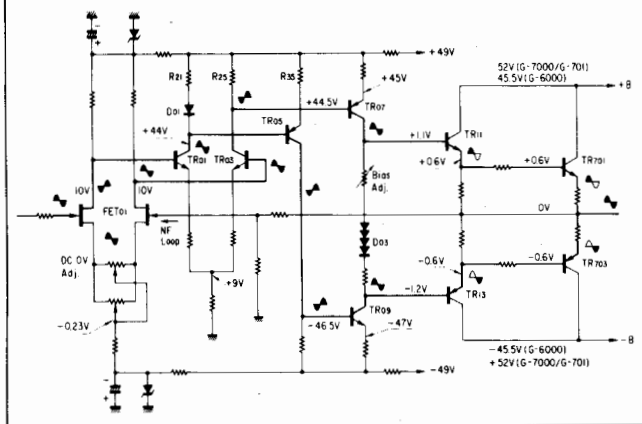 +49V
R21
R25
R35
+45V
52V (G-7000/G-701)
45.5V (G-6000)
+B
D01
+44.5V
TR07
+44V
TR05
+1.1V
TR11
TR01
TR03
+0.6V
+0.6V
TR701
Bias
Adj.
10V
10V
FET01
0V
NF
Loop
DC 0V
Adj.
D03
+9V
-0.6V
-0.6V
TR703
-0.23V
-1.2V
TR13
TR09
-46.5V
-47V
-B
-45.5V (G-6000)
+52V (G-7000/G-701)
-49V